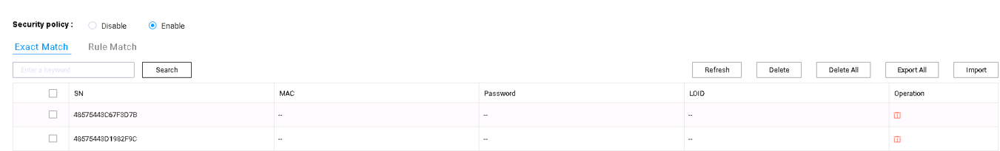 Security policy : Disable Enable
Exact Match Rule Match
Enter a keyword Search Refresh Delete Delete All Export All Import
SN MAC Password LOID Operation
48575443C67F3D7B -- -- --
48575443D1982F9C -- -- --